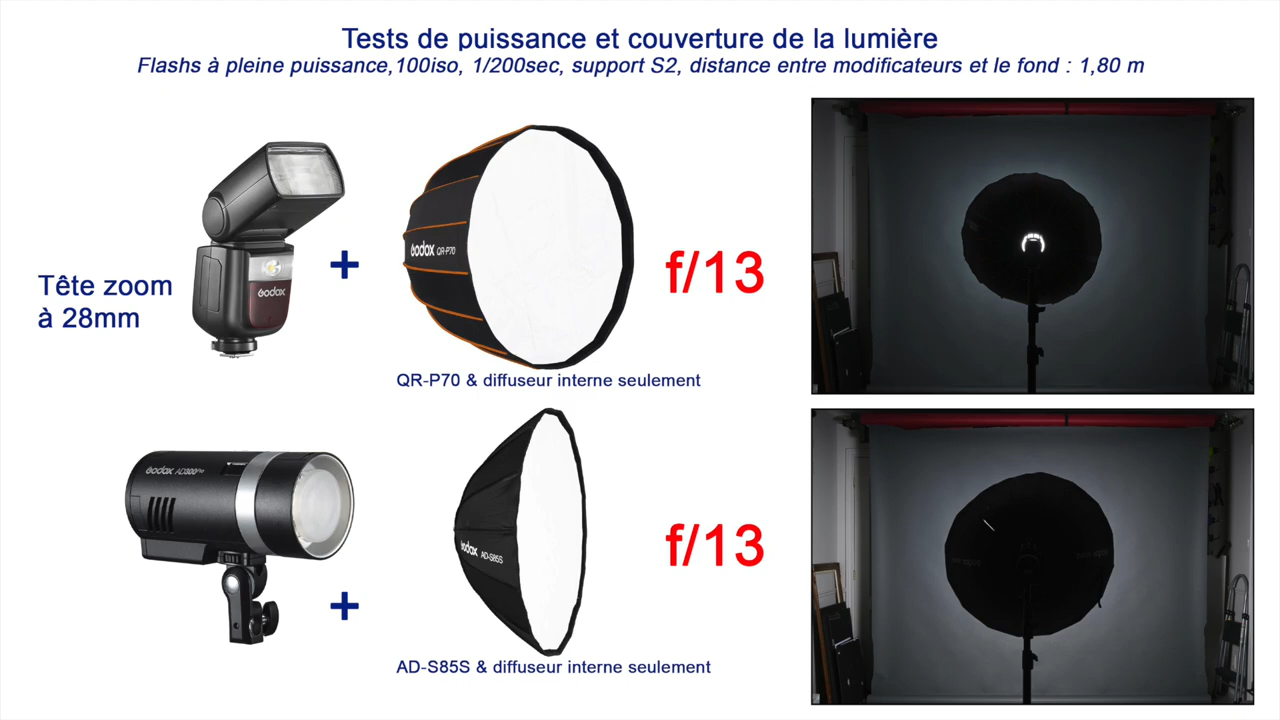 Tests de puissance et couverture de la lumière
Flashs à pleine puissance,100iso, 1/200sec, support S2, distance entre modificateurs et le fond : 1,80 m
Tête zoom
à 28mm
Godox
+
Godox QR-P70
f/13
QR-P70 & diffuseur interne seulement
Godox AD300Pro
+
Godox AD-S85S
f/13
AD-S85S & diffuseur interne seulement